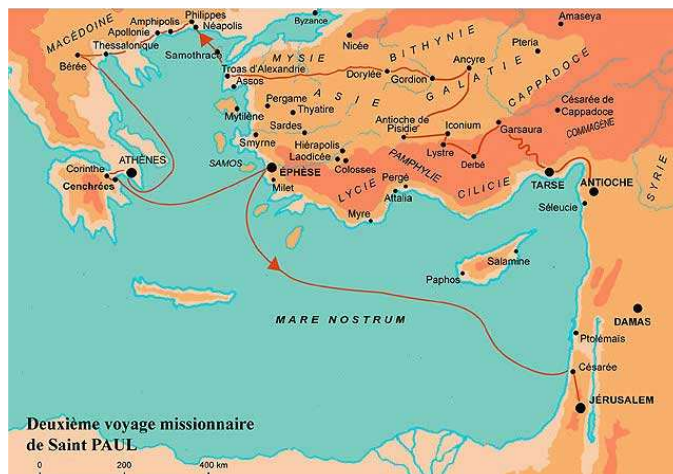 MACÉDOINE
Philippes
Amphipolis
Néapolis
Apollonie
Thessalonique
Bérée
Samothrace
Byzance
Nicée
BITHYNIE
Amaseya
Pteria
MYSIE
Troas d'Alexandrie
Dorylée
Gordion
Ancyre
Assos
ASIE
GALATIE
CAPPADOCE
Pergame
Thyatire
Mytilène
Sardes
Smyrne
Antioche de
Pisidie
Iconium
Garsaura
Césarée de
Cappadoce
COMMAGÈNE
Hiérapolis
Laodicée
Colosses
Lystre
Derbé
ATHÈNES
Corinthe
Cenchrées
SAMOS
ÉPHÈSE
Milet
PAMPHYLIE
LYCIE
Pergé
Attalia
CILICIE
TARSE
ANTIOCHE
SYRIE
Séleucie
Myre
Salamine
Paphos
MARE NOSTRUM
DAMAS
Ptolémaïs
Césarée
JÉRUSALEM
Deuxième voyage missionnaire
de Saint PAUL
0 200 400 km